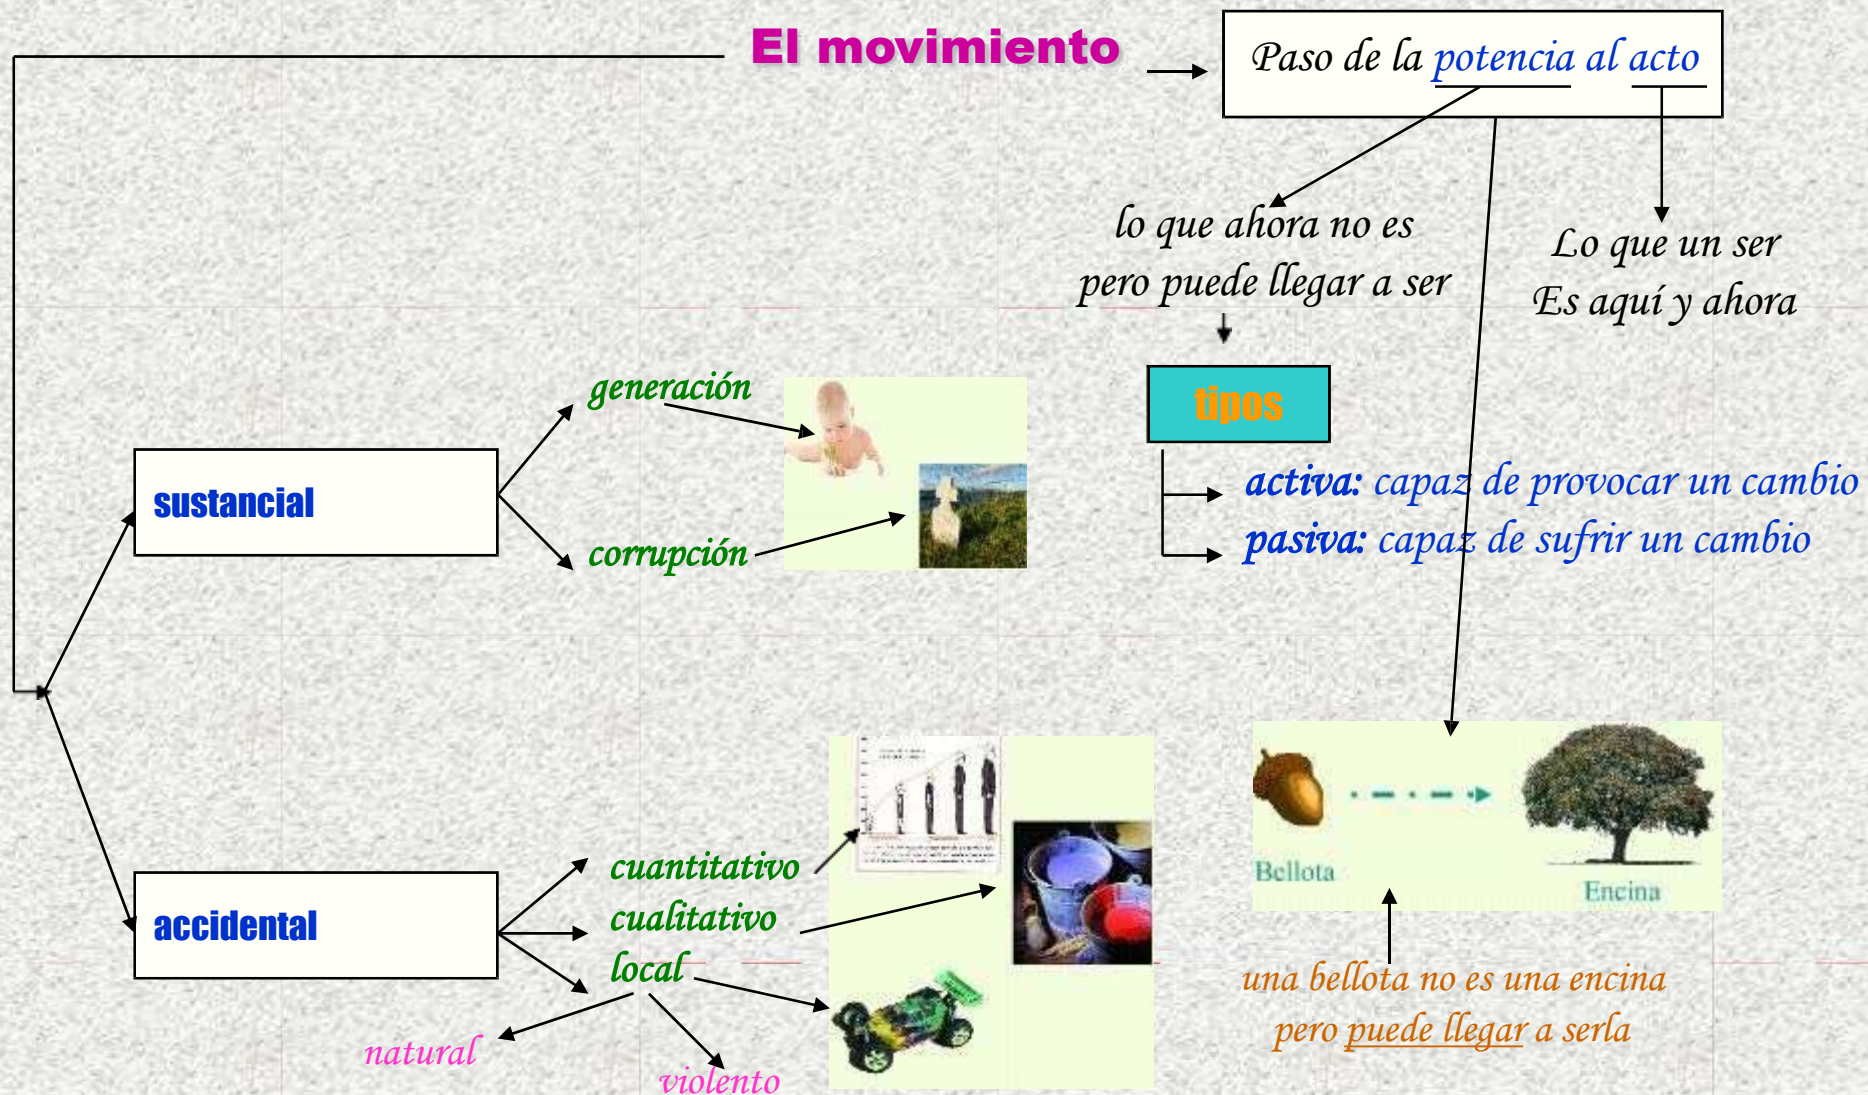 El movimiento
Paso de la potencia al acto
lo que ahora no es
pero puede llegar a ser
Lo que un ser
Es aquí y ahora
tipos
activa: capaz de provocar un cambio
pasiva: capaz de sufrir un cambio
generación
sustancial
corrupción
cuantitativo
cualitativo
local
accidental
natural
violento
Bellota
Encina
una bellota no es una encina
pero puede llegar a serla